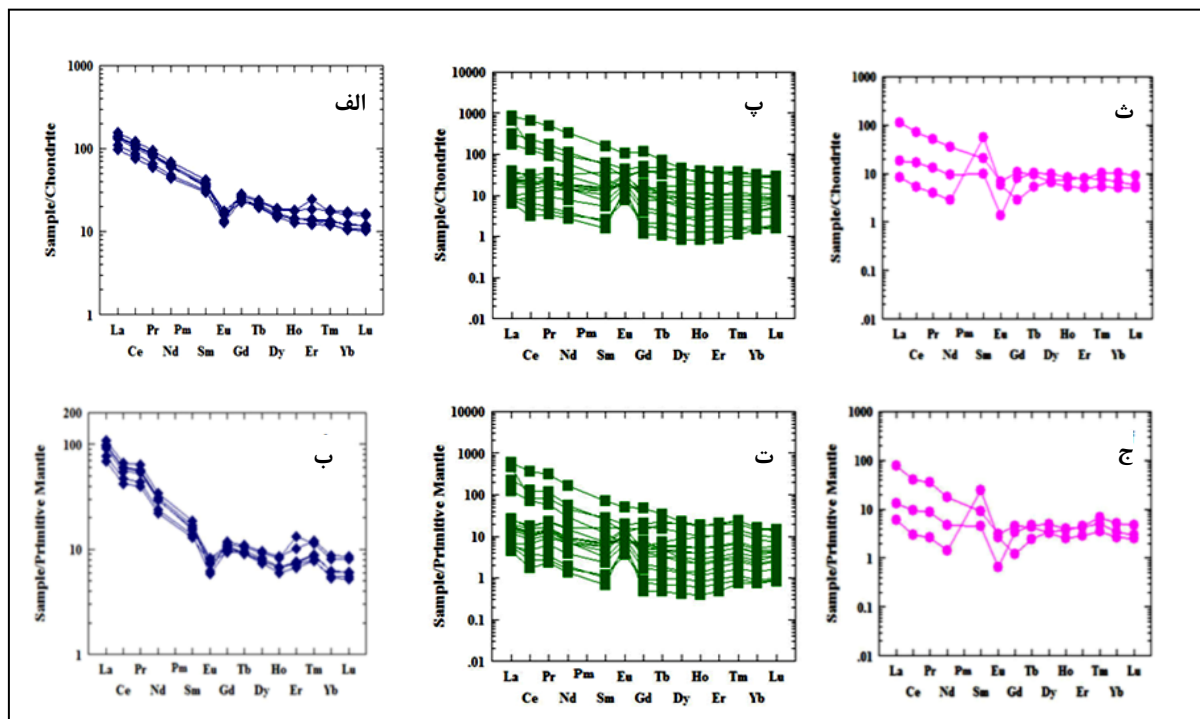 1000
100
10
1
Sample/Chondrite
الف
La Pr Pm Eu Tb Ho Tm Lu
Ce Nd Sm Gd Dy Er Yb
10000
1000
100
10
1
0.1
.01
Sample/Chondrite
پ
La Pr Pm Eu Tb Ho Tm Lu
Ce Nd Sm Gd Dy Er Yb
1000
100
10
1
0.1
.01
Sample/Chondrite
ث
La Pr Pm Eu Tb Ho Tm Lu
Ce Nd Sm Gd Dy Er Yb
200
100
10
1
Sample/Primitive Mantle
ب
La Pr Pm Eu Tb Ho Tm Lu
Ce Nd Sm Gd Dy Er Yb
10000
1000
100
10
1
0.1
.01
Sample/Primitive Mantle
ت
La Pr Pm Eu Tb Ho Tm Lu
Ce Nd Sm Gd Dy Er Yb
1000
100
10
1
0.1
.01
Sample/Primitive Mantle
ج
La Pr Pm Eu Tb Ho Tm Lu
Ce Nd Sm Gd Dy Er Yb